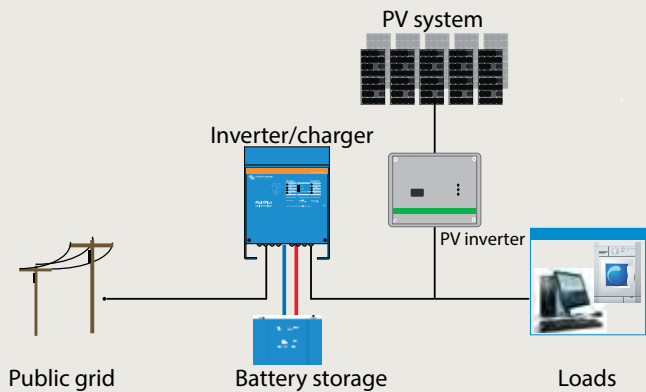 PV system
Inverter/charger
PV inverter
Public grid
Battery storage
Loads